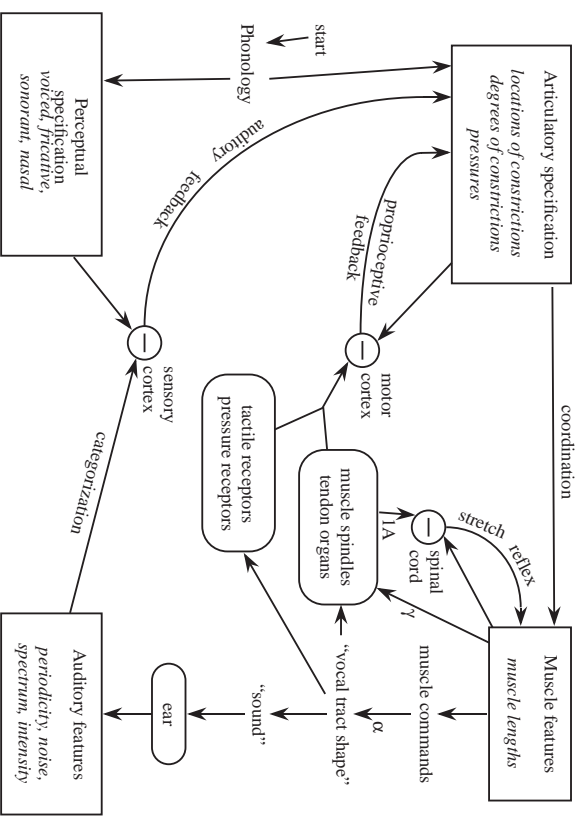 Articulatory specification
locations of constrictions
degrees of constrictions
pressures
coordination
Muscle features
muscle lengths
start
Phonology
auditory
feedback
proprioceptive
feedback
motor
cortex
1A
spinal
cord
stretch
reflex
γ
muscle commands
α
muscle spindles
tendon organs
"vocal tract shape"
tactile receptors
pressure receptors
"sound"
ear
Perceptual
specification
voiced, fricative,
sonorant, nasal
sensory
cortex
categorization
Auditory features
periodicity, noise,
spectrum, intensity